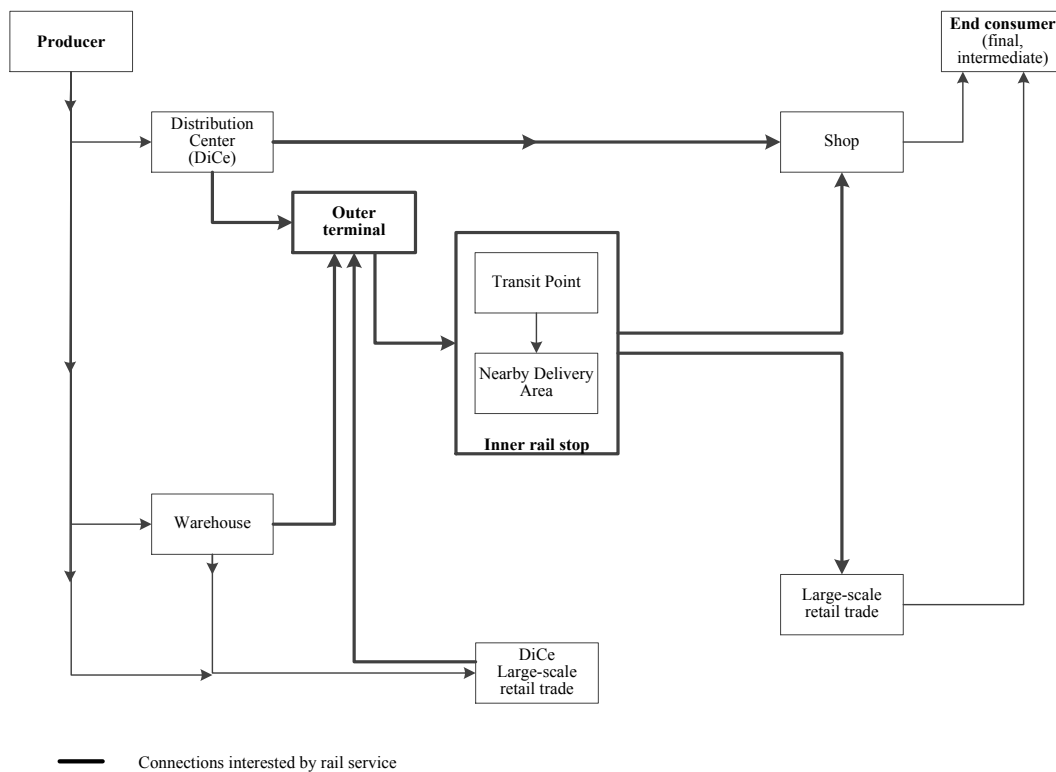 Producer
End consumer
(final,
intermediate)
Distribution
Center
(DiCe)
Shop
Outer
terminal
Transit Point
Nearby Delivery
Area
Inner rail stop
Warehouse
Large-scale
retail trade
DiCe
Large-scale
retail trade
Connections interested by rail service